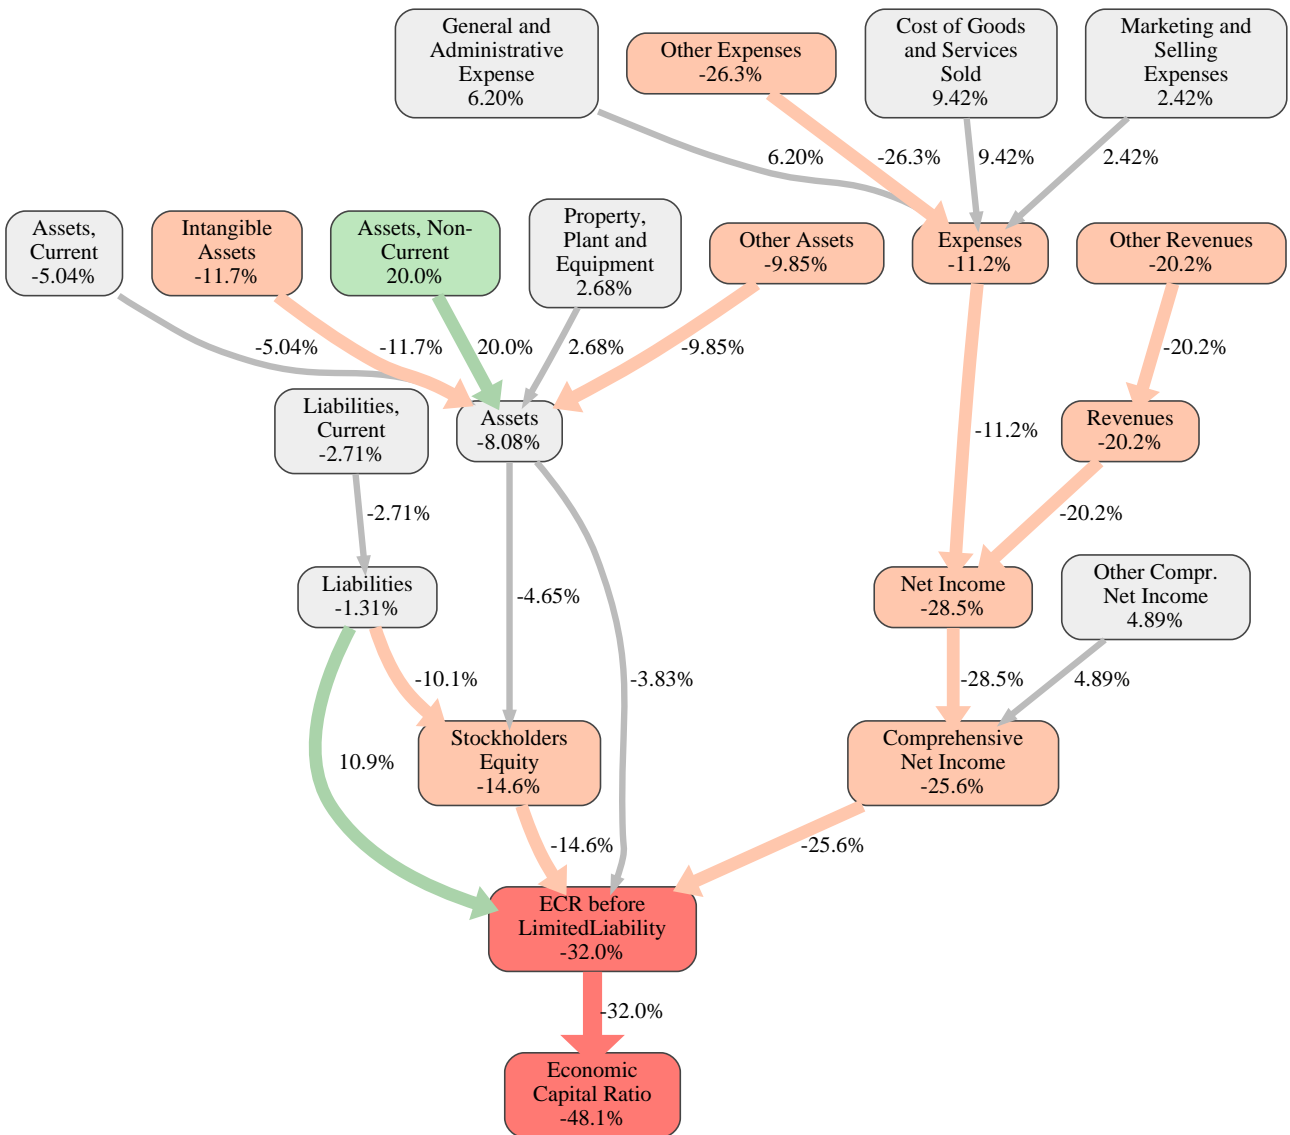 General and
Administrative
Expense
6.20%
Other Expenses
-26.3%
Cost of Goods
and Services
Sold
9.42%
Marketing and
Selling
Expenses
2.42%
6.20%
-26.3%
9.42%
2.42%
Assets,
Current
-5.04%
Intangible
Assets
-11.7%
Assets, Non-
Current
20.0%
Property,
Plant and
Equipment
2.68%
Other Assets
-9.85%
Expenses
-11.2%
Other Revenues
-20.2%
-5.04%
-11.7%
20.0%
2.68%
-9.85%
-20.2%
Liabilities,
Current
-2.71%
Assets
-8.08%
-11.2%
Revenues
-20.2%
-2.71%
-20.2%
Liabilities
-1.31%
-4.65%
Net Income
-28.5%
Other Compr.
Net Income
4.89%
-10.1%
-3.83%
-28.5%
4.89%
10.9%
Stockholders
Equity
-14.6%
Comprehensive
Net Income
-25.6%
-14.6%
-25.6%
ECR before
LimitedLiability
-32.0%
-32.0%
Economic
Capital Ratio
-48.1%